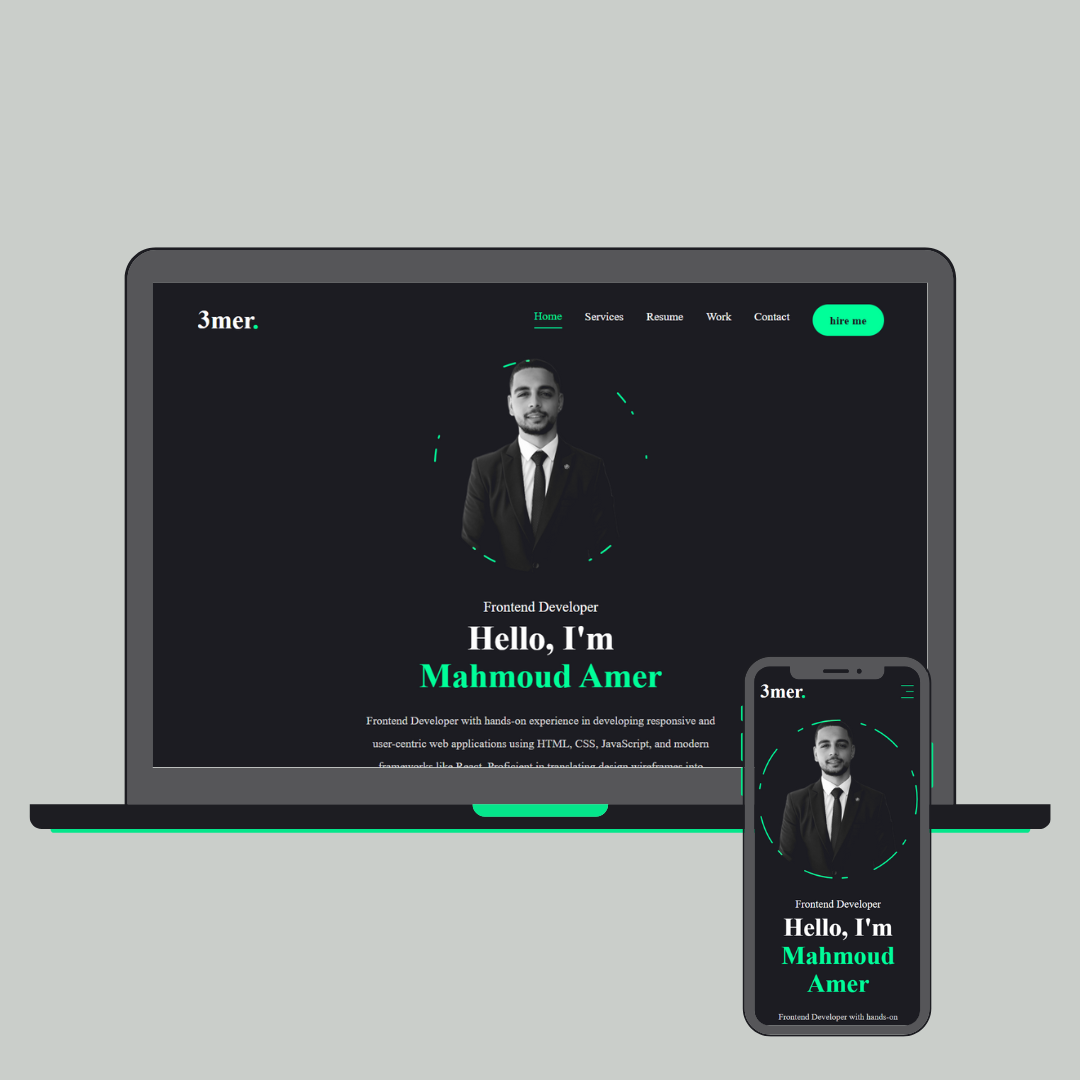 3mer.
Home Services Resume Work Contact hire me
Frontend Developer
Hello, I'm
Mahmoud Amer
Frontend Developer with hands-on experience in developing responsive and
user-centric web applications using HTML, CSS, JavaScript, and modern
frameworks like React. Proficient in translating design wireframes into
3mer.
Frontend Developer
Hello, I'm
Mahmoud
Amer
Frontend Developer with hands-on